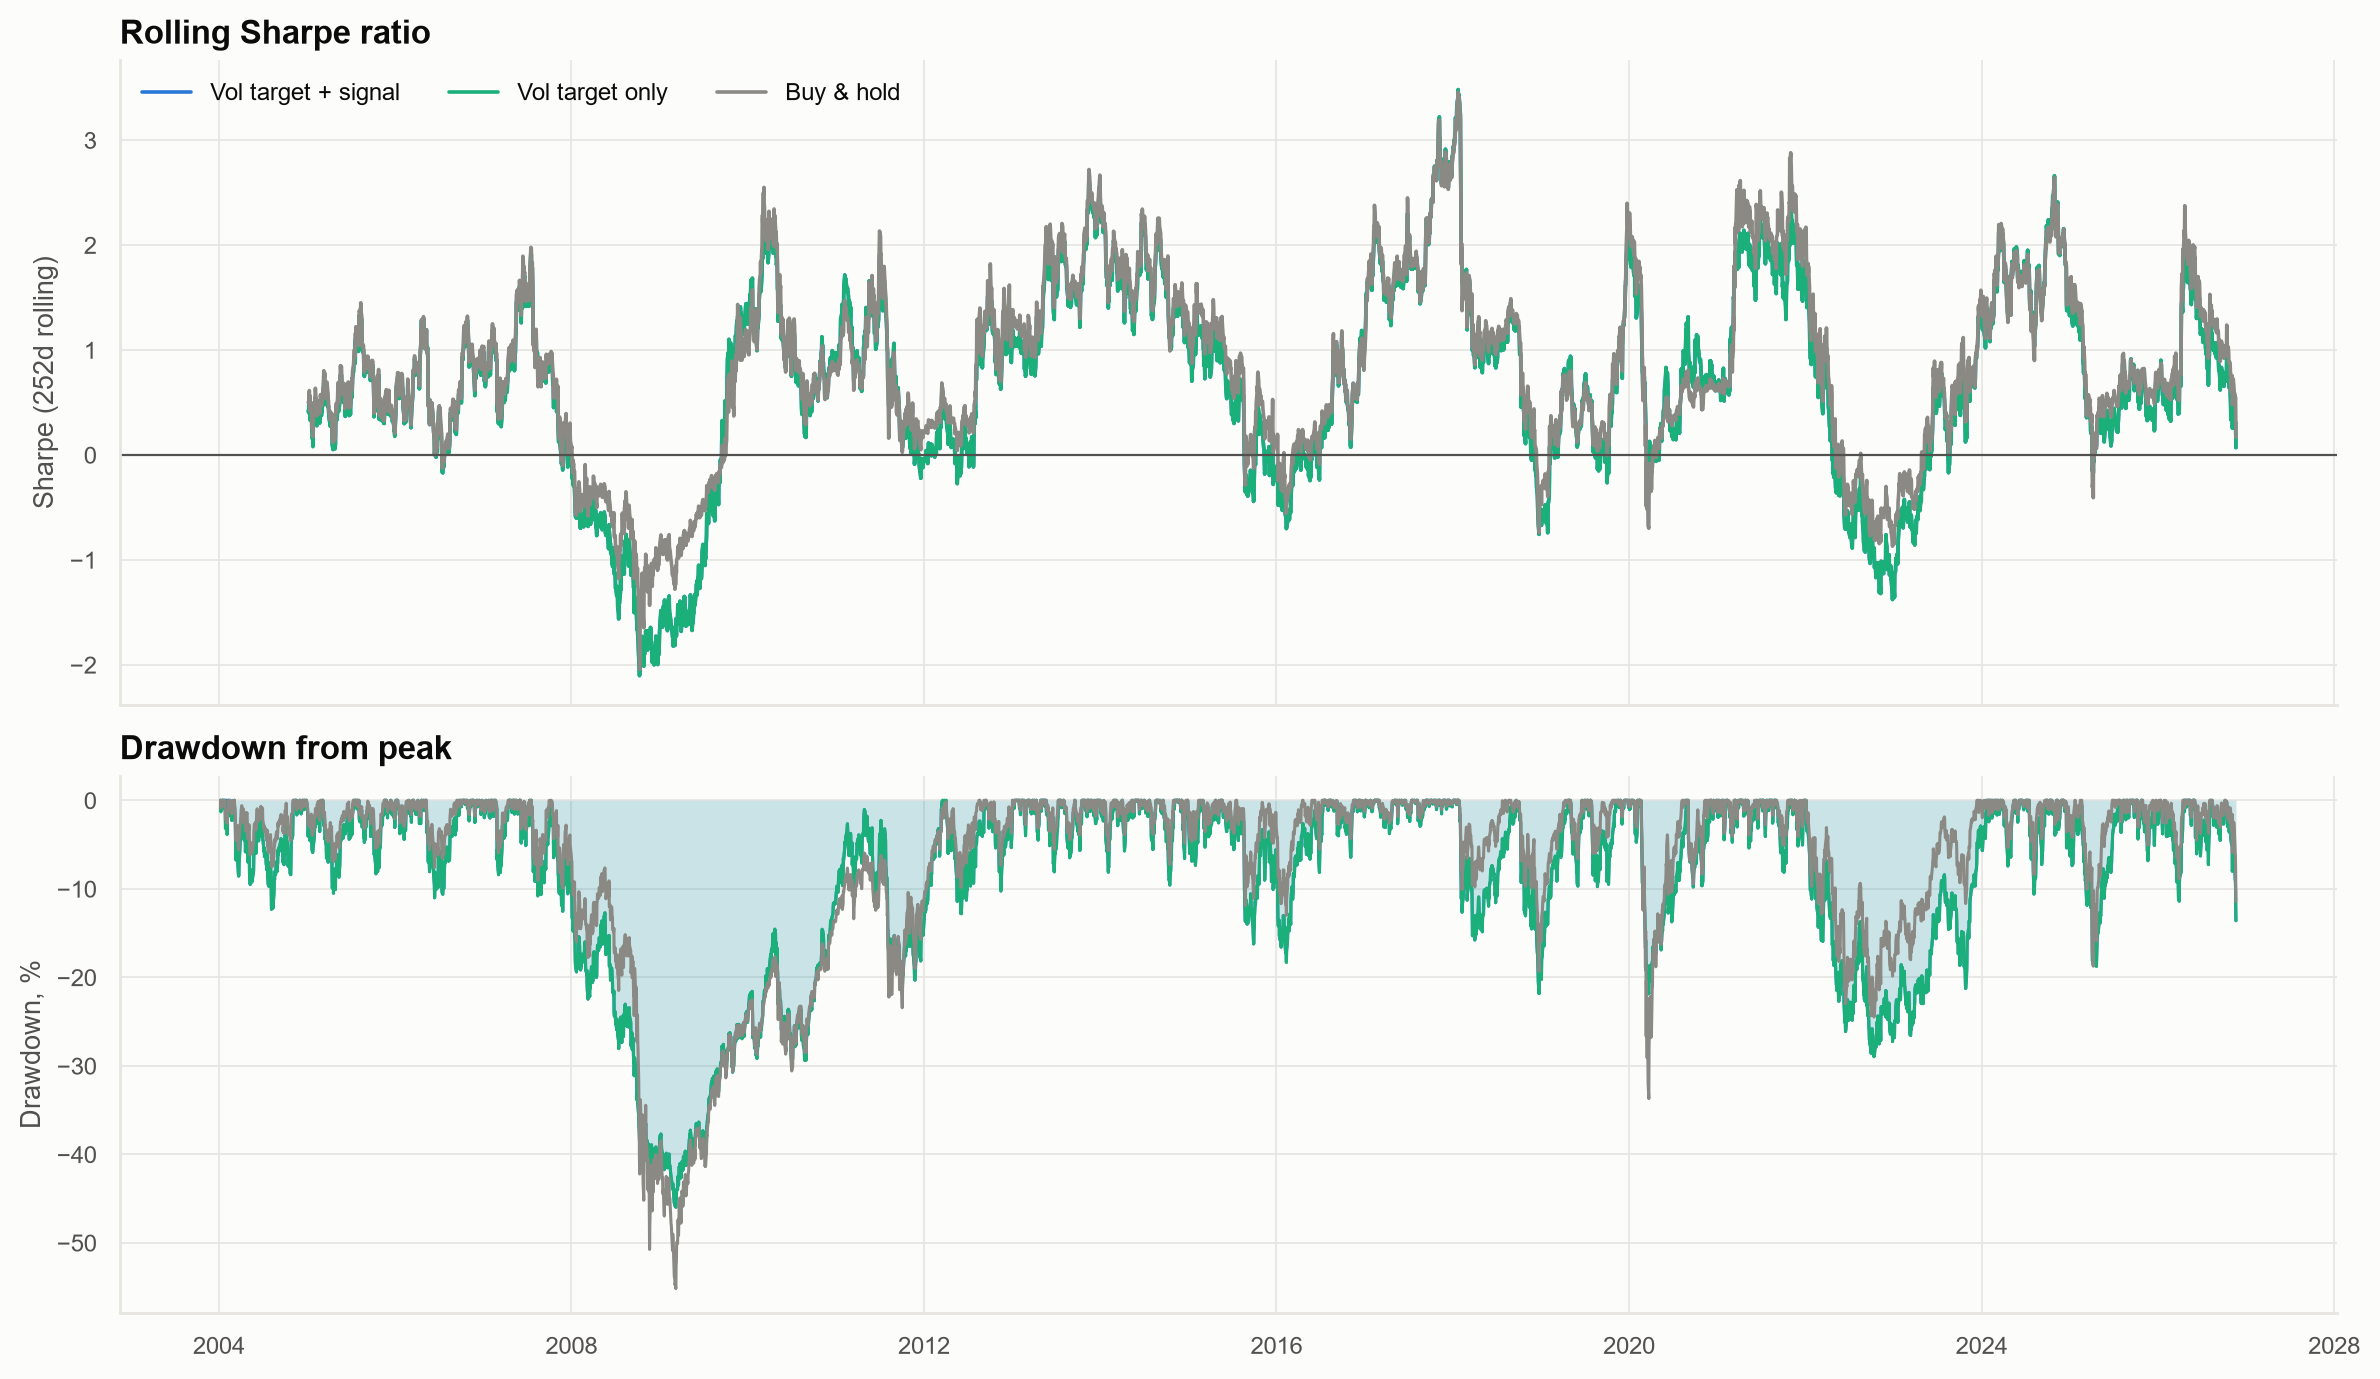 Rolling Sharpe ratio
Vol target + signal Vol target only Buy & hold
Sharpe (252d rolling)
3
2
1
0
−1
−2
Drawdown from peak
Drawdown, %
0
−10
−20
−30
−40
−50
2004 2008 2012 2016 2020 2024 2028